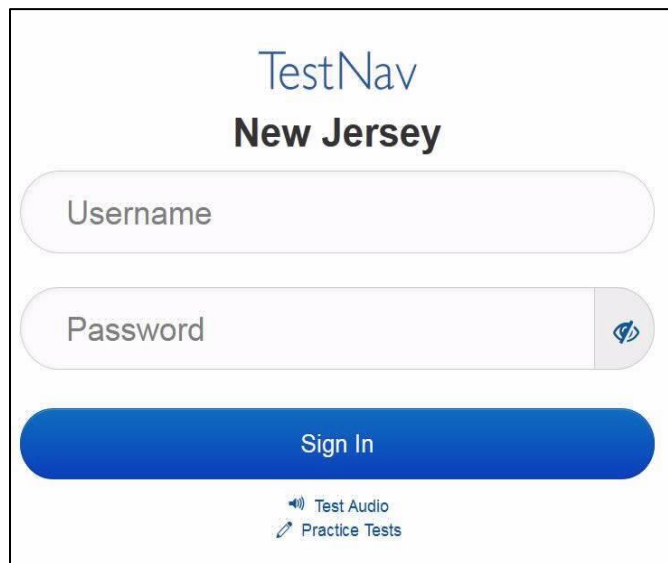 TestNav
New Jersey
Username
Password
Sign In
Test Audio
Practice Tests